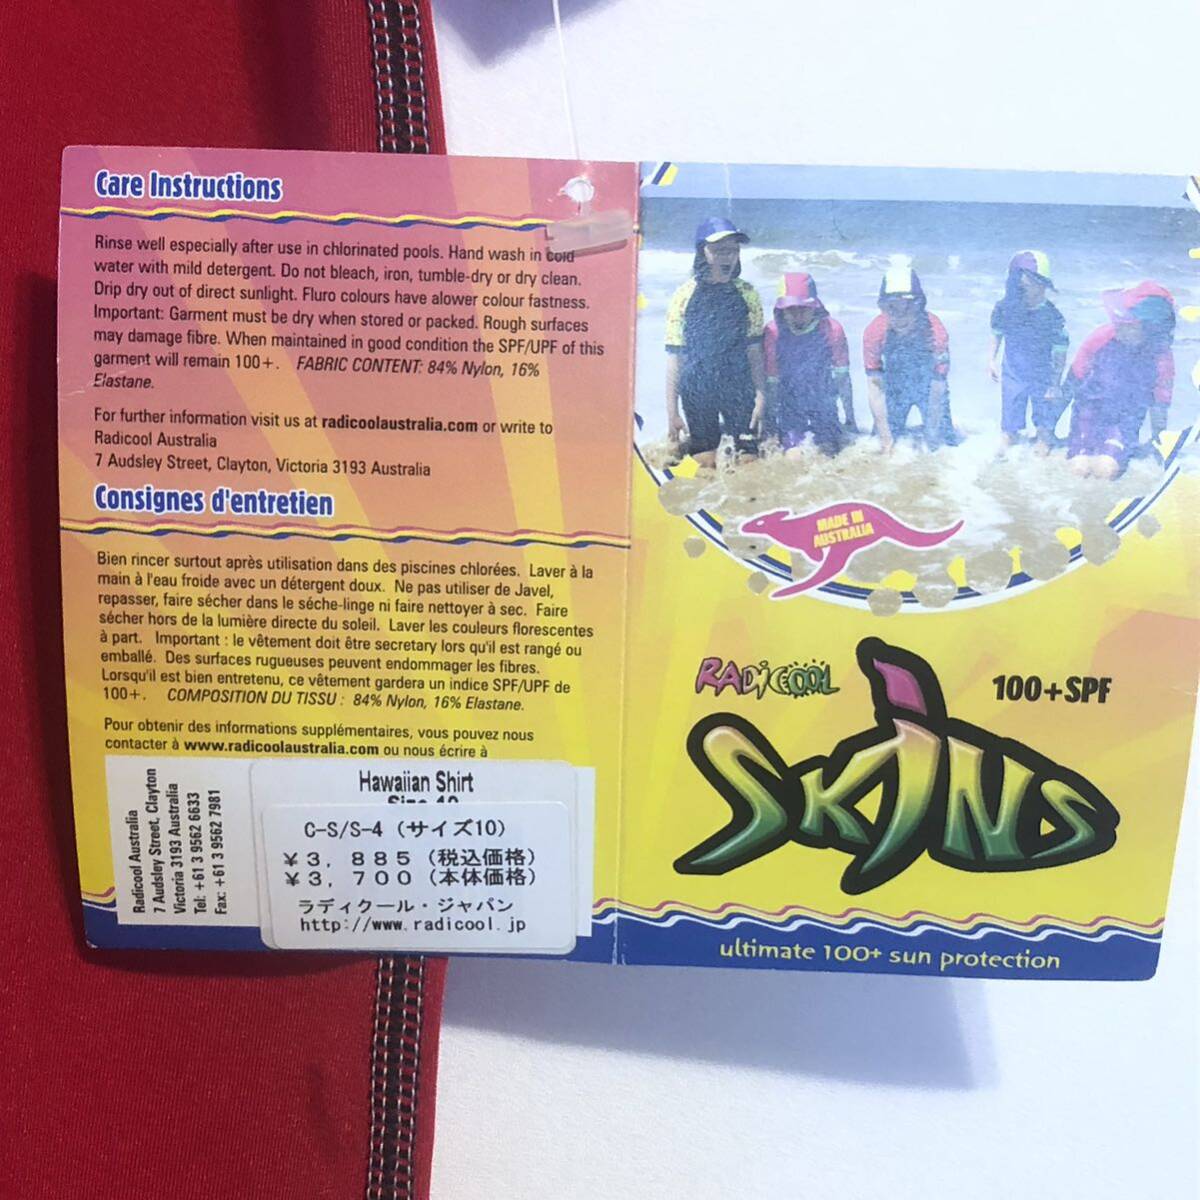 Care Instructions
Rinse well especially after use in chlorinated pools. Hand wash in cold
water with mild detergent. Do not bleach, iron, tumble-dry or dry clean.
Drip dry out of direct sunlight. Fluro colours have alower colour fastness.
Important: Garment must be dry when stored or packed. Rough surfaces
may damage fibre. When maintained in good condition the SPF/UPF of this
garment will remain 100+. FABRIC CONTENT: 84% Nylon, 16%
Elastane.
For further information visit us at radicoolaustralia.com or write to
Radicool Australia
7 Audsley Street, Clayton, Victoria 3193 Australia
Consignes d'entretien
Bien rincer surtout après utilisation dans des piscines chlorées. Laver à la
main à l'eau froide avec un détergent doux. Ne pas utiliser de Javel,
repasser, faire sécher dans le séche-linge ni faire nettoyer à sec. Faire
sécher hors de la lumière directe du soleil. Laver les couleurs florescentes
à part. Important : le vêtement doit être secretary lors qu'il est rangé ou
emballé. Des surfaces rugueuses peuvent endommager les fibres.
Lorsqu'il est bien entretenu, ce vêtement gardera un indice SPF/UPF de
100+. COMPOSITION DU TISSU : 84% Nylon, 16% Elastane.
Pour obtenir des informations supplémentaires, vous pouvez nous
contacter à www.radicoolaustralia.com ou nous écrire à
Radicool Australia
7 Audsley Street, Clayton
Victoria 3193 Australia
Tel: +61 3 9562 6633
Fax: +61 3 9562 7981
Hawaiian Shirt
Size 10
C-S/S-4 (サイズ10)
¥3,885(税込価格)
¥3,700(本体価格)
ラディクール・ジャパン
http://www.radicool.jp
MADE IN
AUSTRALIA
RADiCOOL
100+SPF
SKiNS
ultimate 100+ sun protection